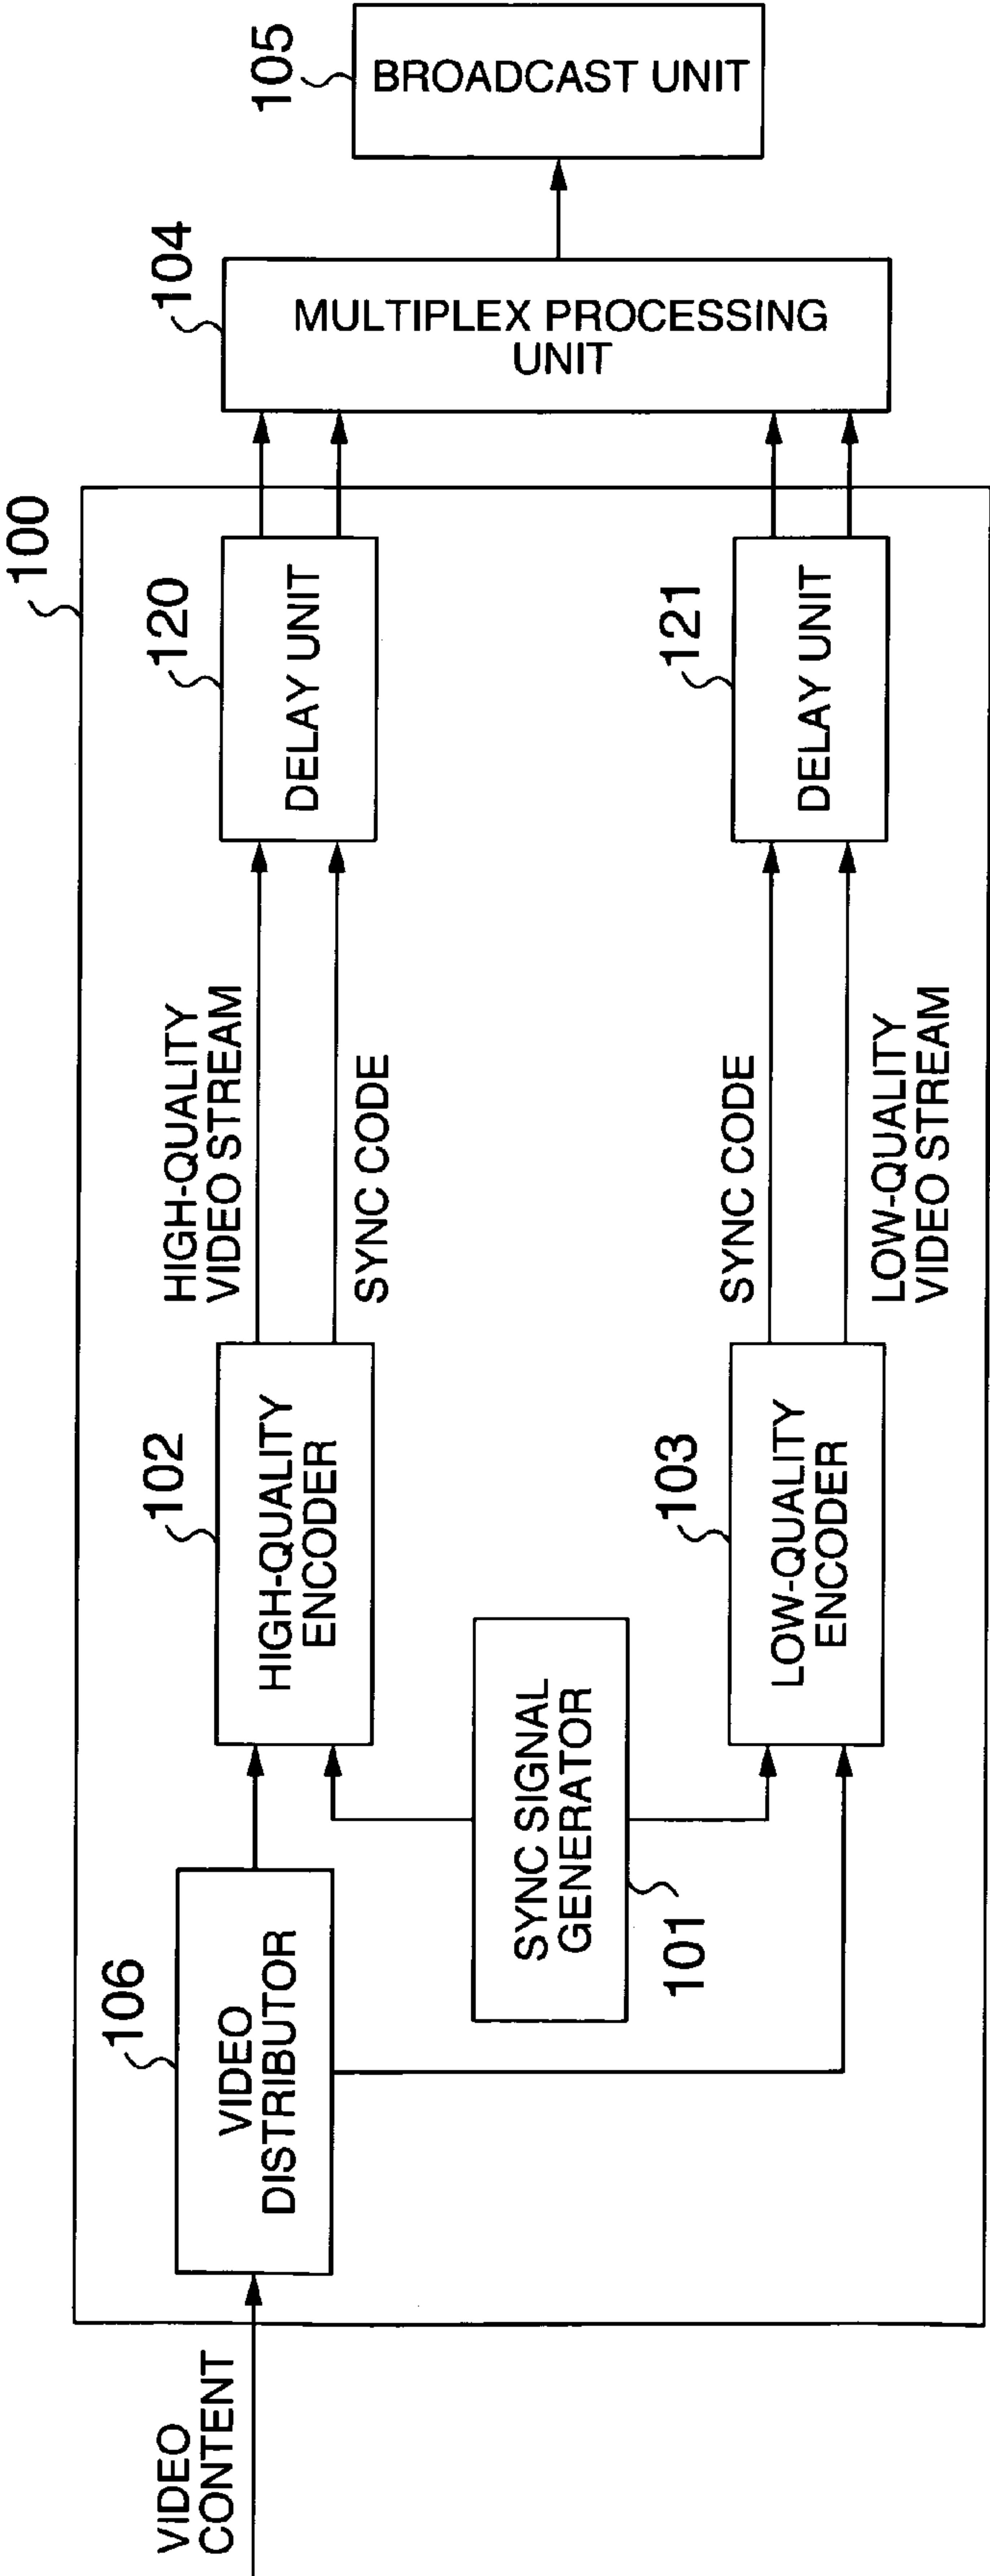 VIDEO
CONTENT
100
106
VIDEO
DISTRIBUTOR
102
HIGH-QUALITY
ENCODER
SYNC SIGNAL
GENERATOR
101
103
LOW-QUALITY
ENCODER
HIGH-QUALITY
VIDEO STREAM
SYNC CODE
SYNC CODE
LOW-QUALITY
VIDEO STREAM
120
DELAY UNIT
121
DELAY UNIT
104
MULTIPLEX PROCESSING
UNIT
105
BROADCAST UNIT